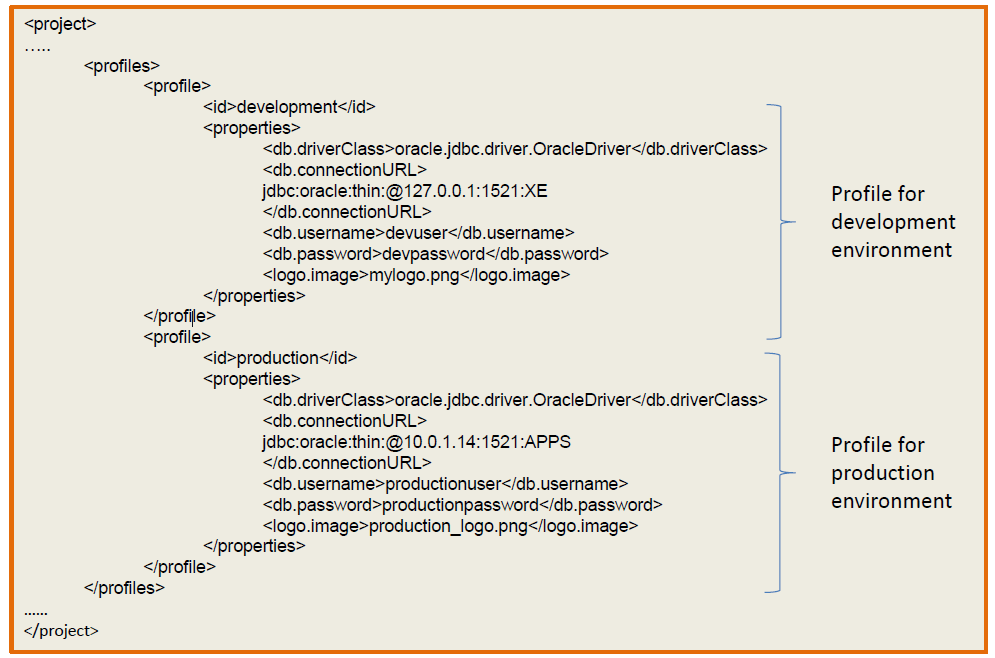 <project>
…..
<profiles>
<profile>
<id>development</id>
<properties>
<db.driverClass>oracle.jdbc.driver.OracleDriver</db.driverClass>
<db.connectionURL>
jdbc:oracle:thin:@127.0.0.1:1521:XE
</db.connectionURL>
<db.username>devuser</db.username>
<db.password>devpassword</db.password>
<logo.image>mylogo.png</logo.image>
</properties>
</profile>
Profile for
development
environment
<profile>
<id>production</id>
<properties>
<db.driverClass>oracle.jdbc.driver.OracleDriver</db.driverClass>
<db.connectionURL>
jdbc:oracle:thin:@10.0.1.14:1521:APPS
</db.connectionURL>
<db.username>productionuser</db.username>
<db.password>productionpassword</db.password>
<logo.image>production_logo.png</logo.image>
</properties>
</profile>
Profile for
production
environment
</profiles>
......
</project>